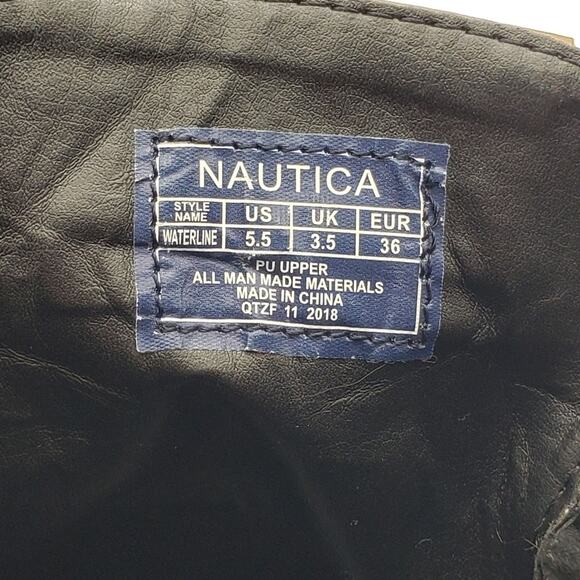 NAUTICA
STYLE NAME US UK EUR
WATERLINE 5.5 3.5 36
PU UPPER
ALL MAN MADE MATERIALS
MADE IN CHINA
QTZF 11 2018